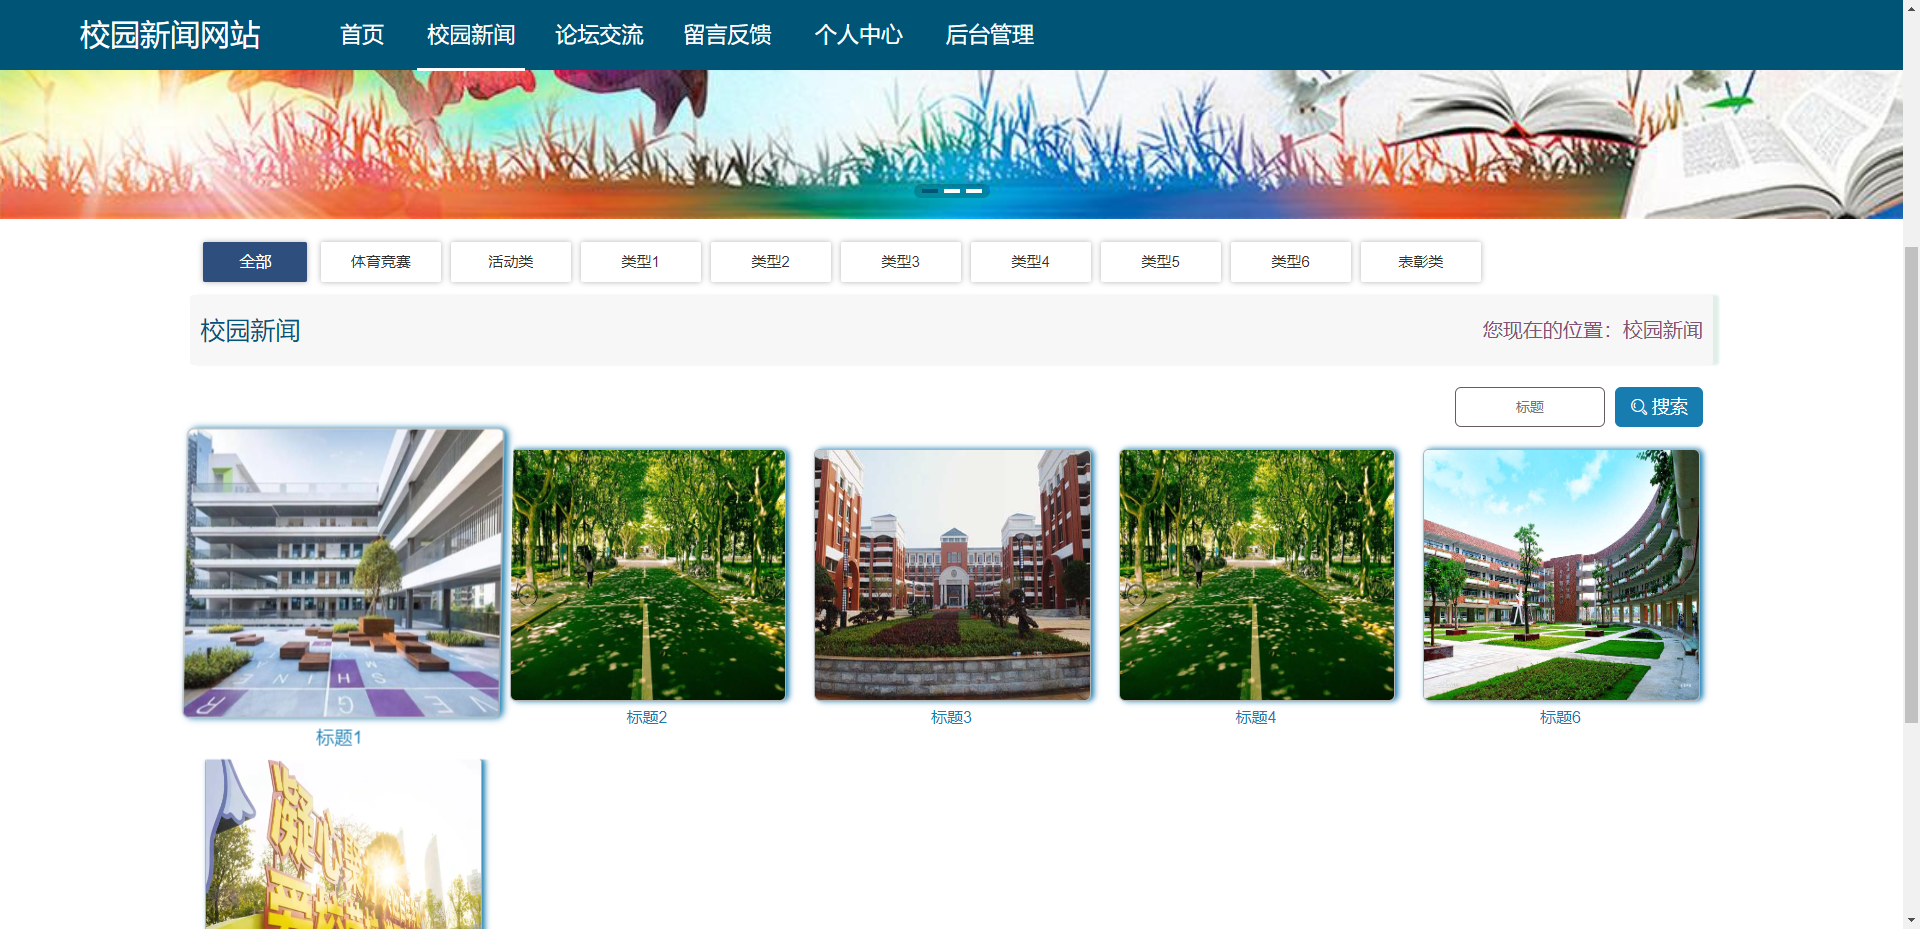 校园新闻网站 首页 校园新闻 论坛交流 留言反馈 个人中心 后台管理
全部 体育竞赛 活动类 类型1 类型2 类型3 类型4 类型5 类型6 表彰类
校园新闻 您现在的位置：校园新闻
标题 搜索
标题1 标题2 标题3 标题4 标题6
凝心聚